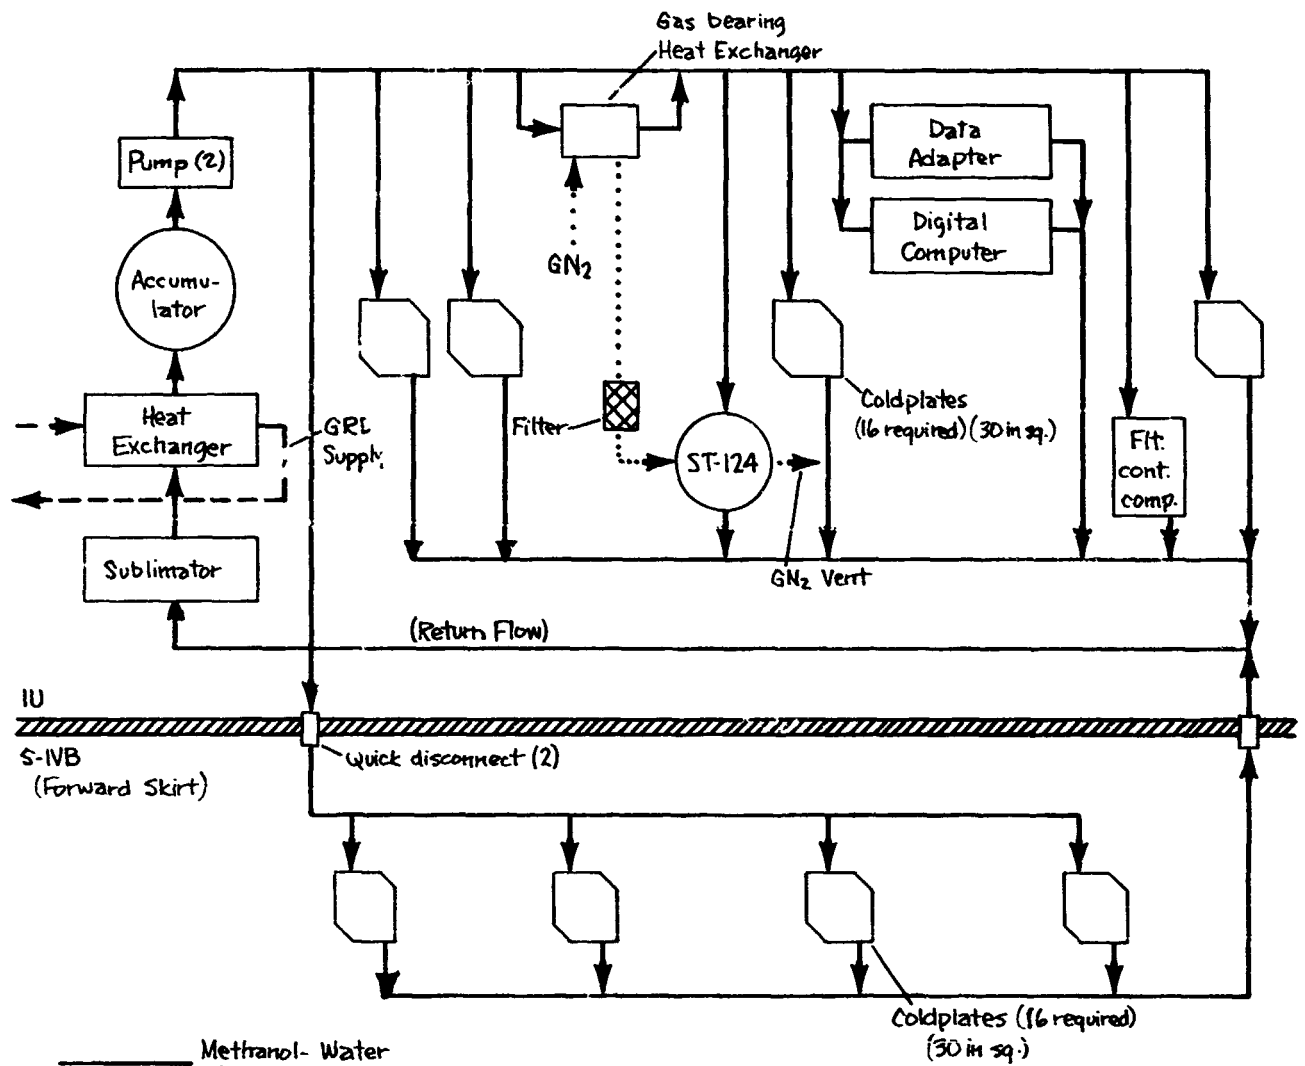 Gas bearing
Heat Exchanger
Pump (2)
Data
Adapter
Digital
Computer
GN2
Accumu-
lator
Coldplates
(16 required) (30 in sq.)
Heat
Exchanger
GRE
Supply
Filter
ST-124
Flt.
cont.
comp.
Sublimator
GN2 Vent
(Return Flow)
IU
S-IVB
(Forward Skirt)
Quick disconnect (2)
Coldplates (16 required)
(30 in sq.)
Methanol-Water